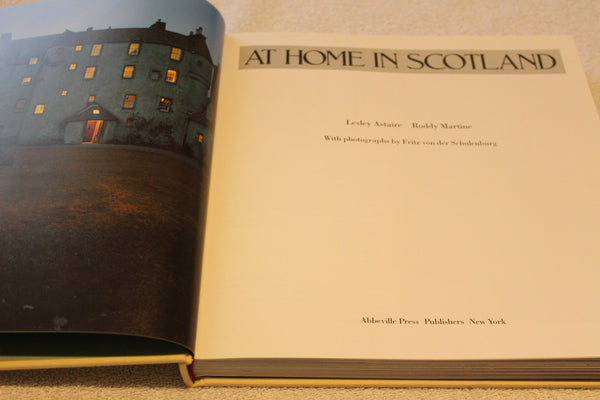 AT HOME IN SCOTLAND
Lesley Astaire Roddy Martine
With photographs by Fritz von der Schulenburg
Abbeville Press Publishers New York